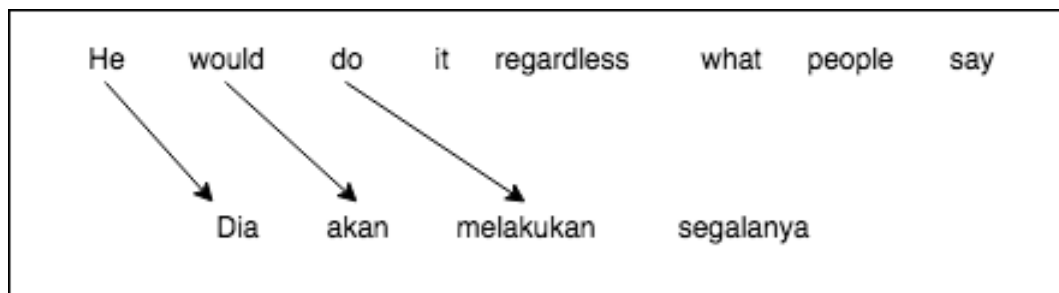 He would do it regardless what people say
Dia akan melakukan segalanya